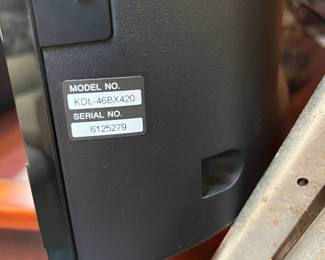 MODEL NO.
KDL-46BX420
SERIAL NO.
6125279